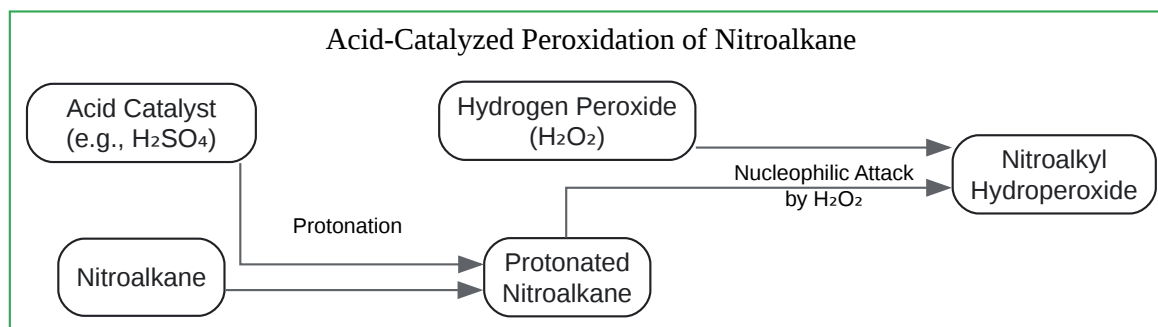 Acid-Catalyzed Peroxidation of Nitroalkane
Acid Catalyst
(e.g., H₂SO₄)
Hydrogen Peroxide
(H₂O₂)
Nitroalkyl
Hydroperoxide
Nucleophilic Attack
by H₂O₂
Protonation
Nitroalkane
Protonated
Nitroalkane